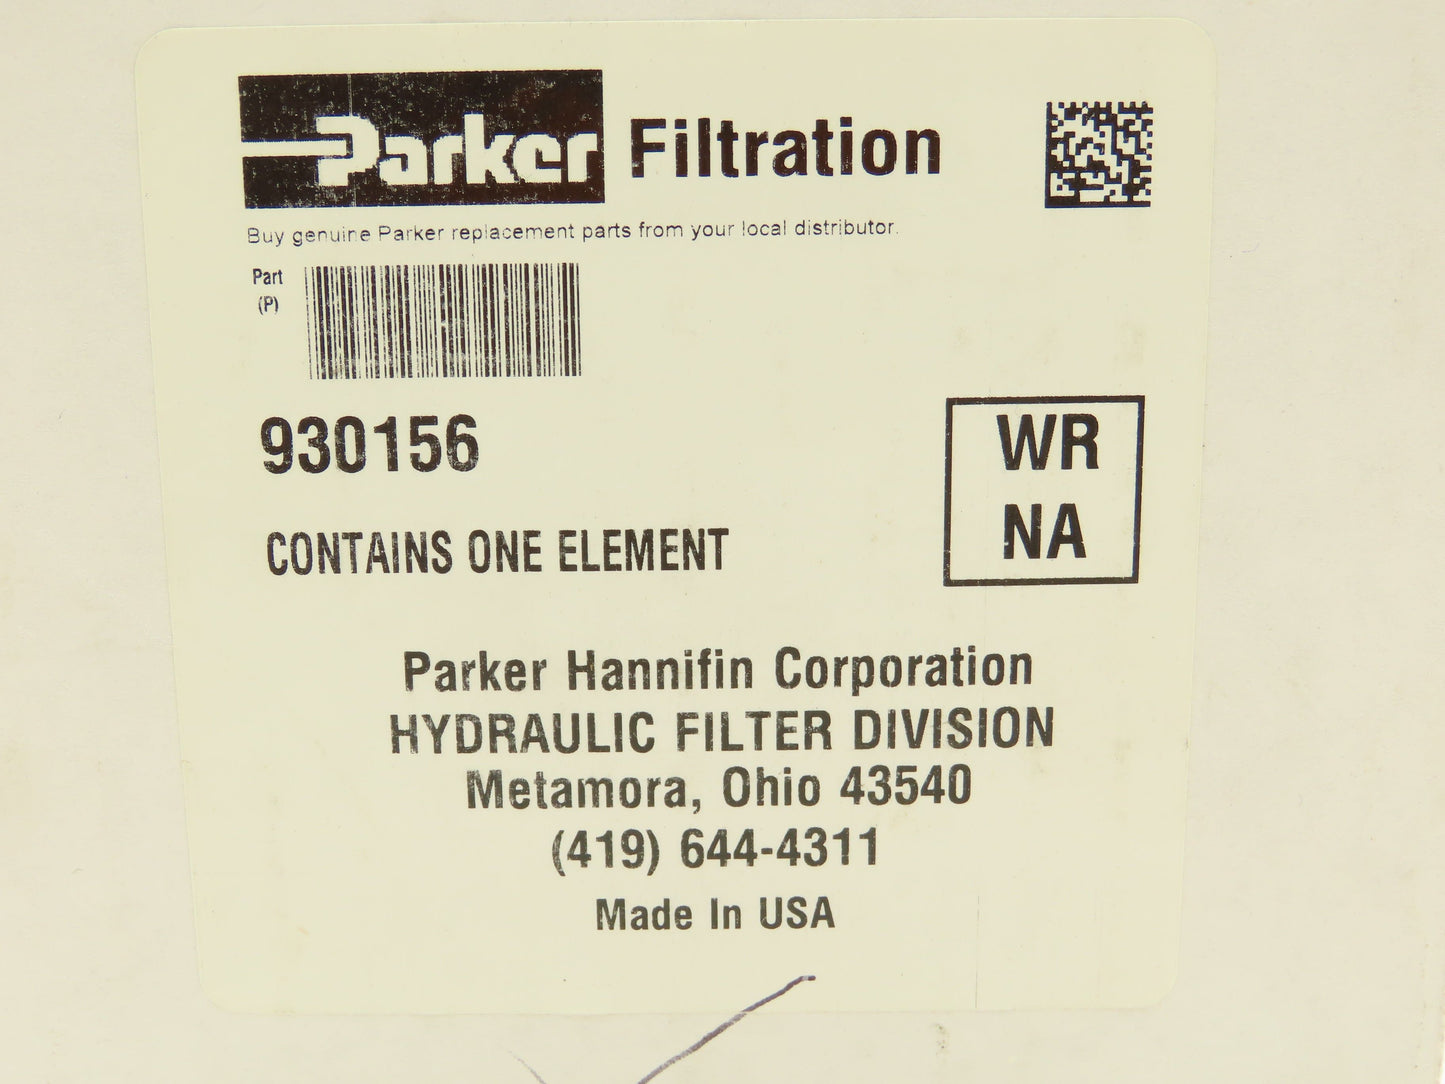 Parker Filtration
Buy genuine Parker replacement parts from your local distributor.
Part
(P)
930156
WR
NA
CONTAINS ONE ELEMENT
Parker Hannifin Corporation
HYDRAULIC FILTER DIVISION
Metamora, Ohio 43540
(419) 644-4311
Made In USA